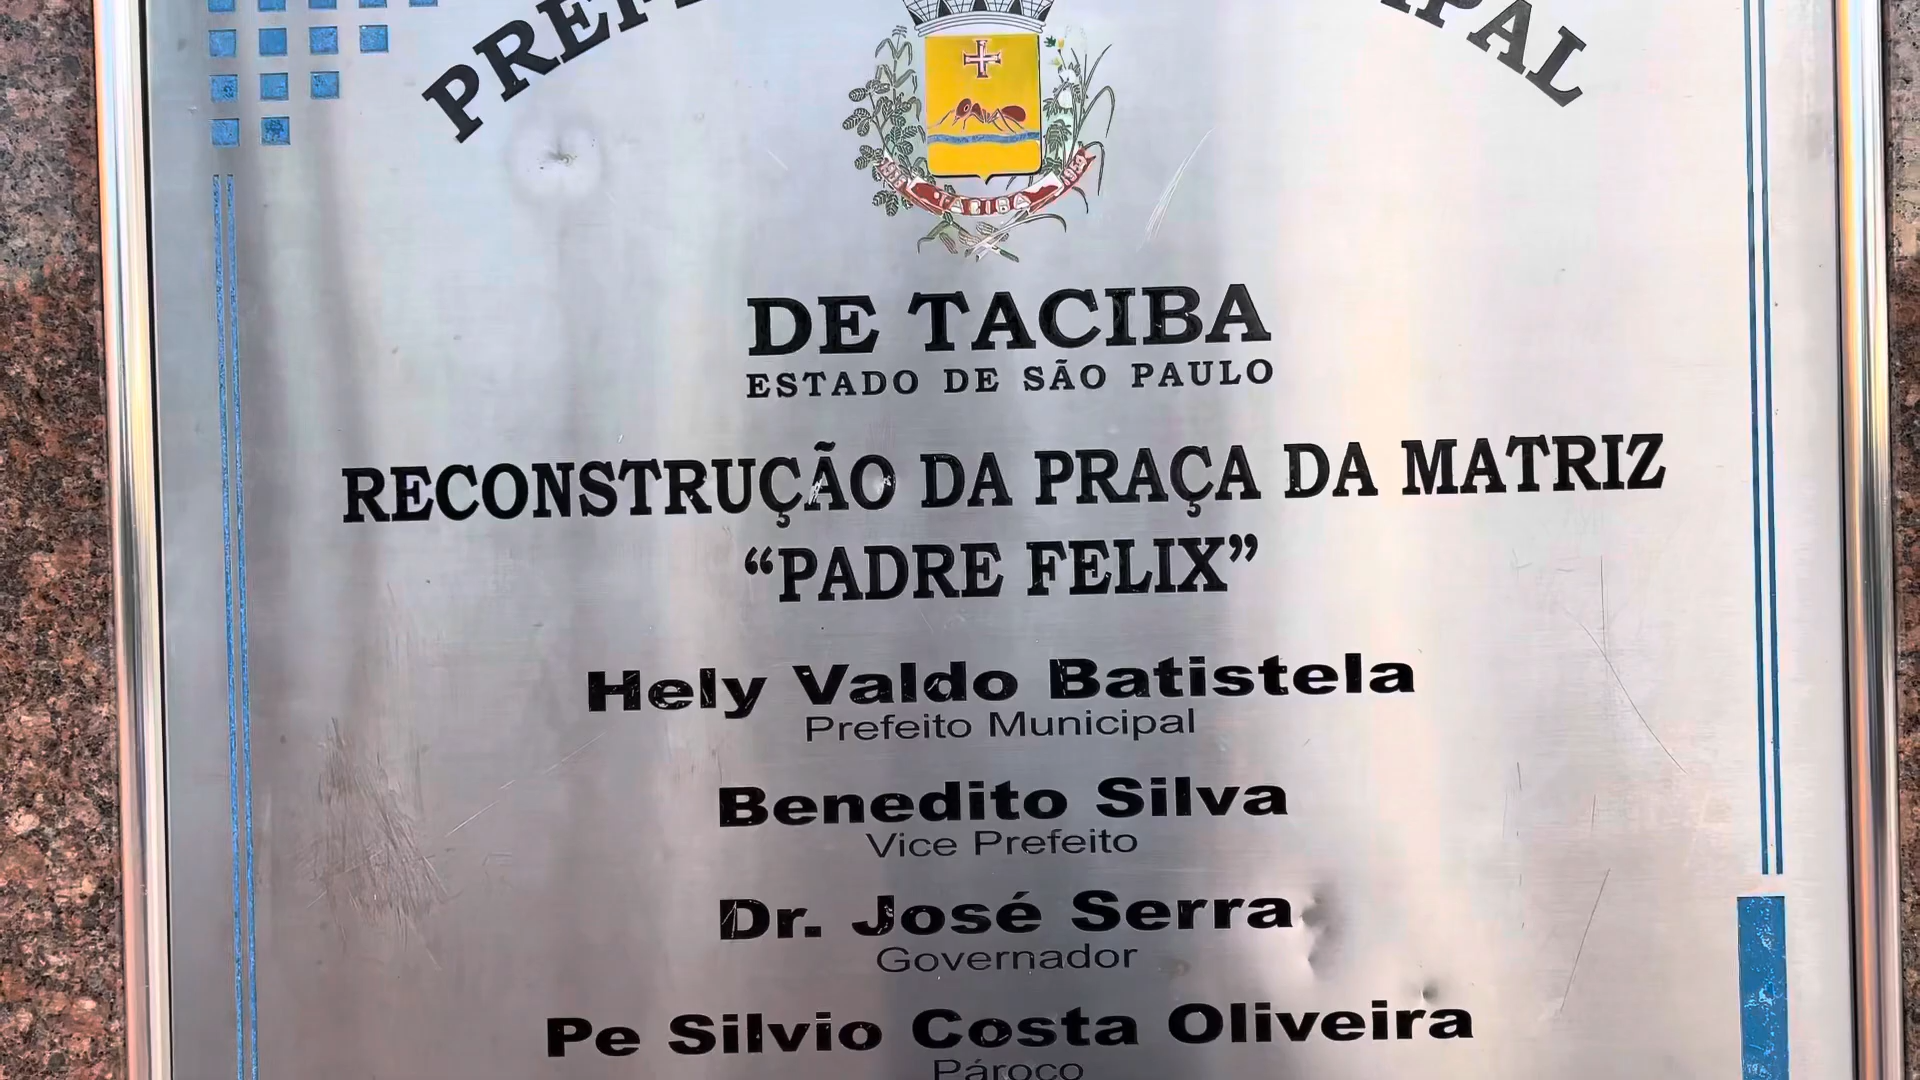 DE TACIBA
ESTADO DE SÃO PAULO
RECONSTRUÇÃO DA PRAÇA DA MATRIZ
“PADRE FELIX”
Hely Valdo Batistela
Prefeito Municipal
Benedito Silva
Vice Prefeito
Dr. José Serra
Governador
Pe Silvio Costa Oliveira
Pároco
TACIBA